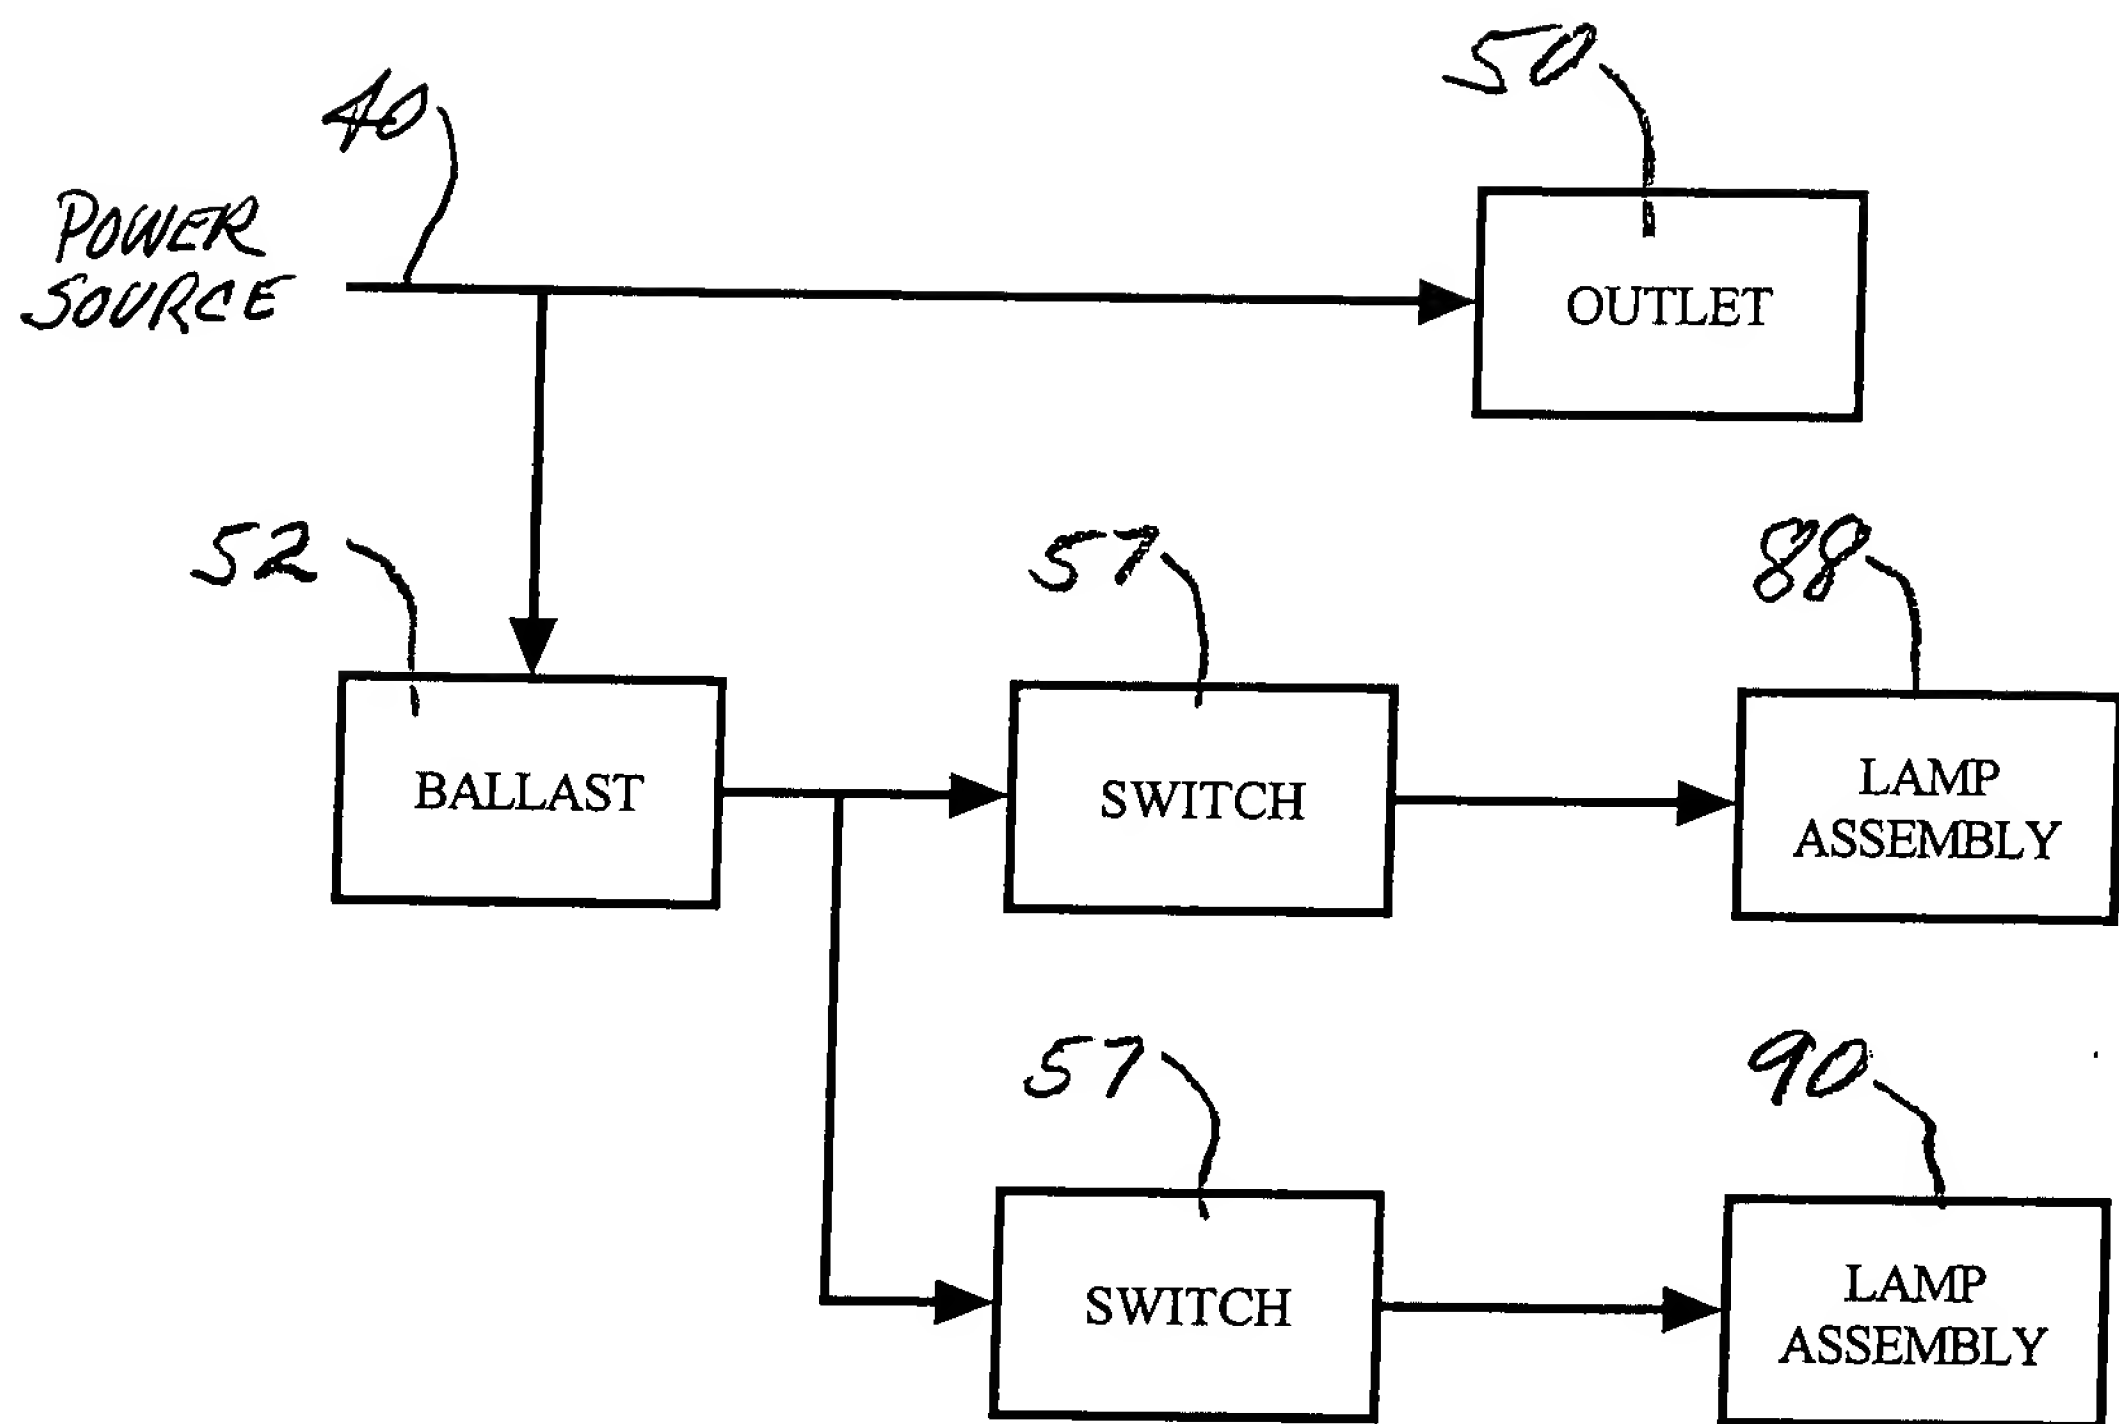 50
40
POWER
SOURCE
OUTLET
52
57
88
BALLAST
SWITCH
LAMP
ASSEMBLY
57
90
SWITCH
LAMP
ASSEMBLY